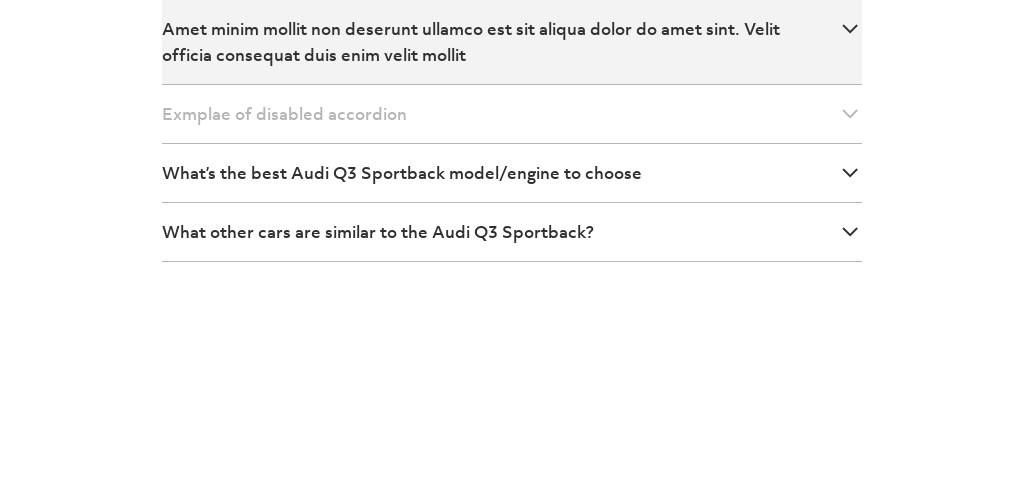 Amet minim mollit non deserunt ullamco est sit aliqua dolor do amet sint. Velit
officia consequat duis enim velit mollit
Exmplae of disabled accordion
What's the best Audi Q3 Sportback model/engine to choose
What other cars are similar to the Audi Q3 Sportback?